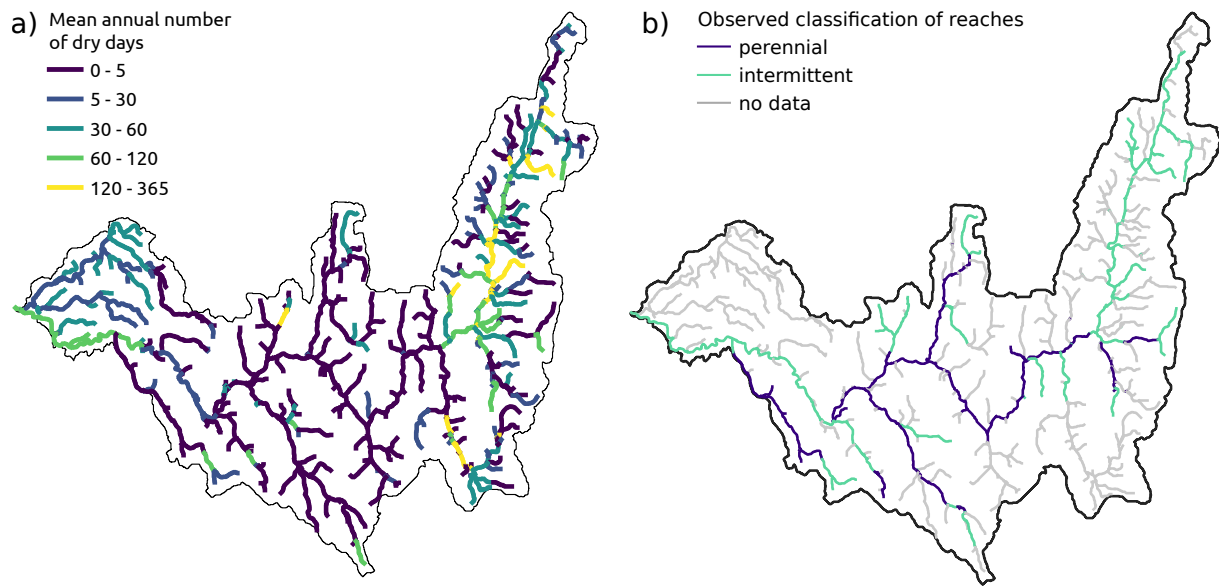 a)
Mean annual number
of dry days
0 - 5
5 - 30
30 - 60
60 - 120
120 - 365
b)
Observed classification of reaches
perennial
intermittent
no data